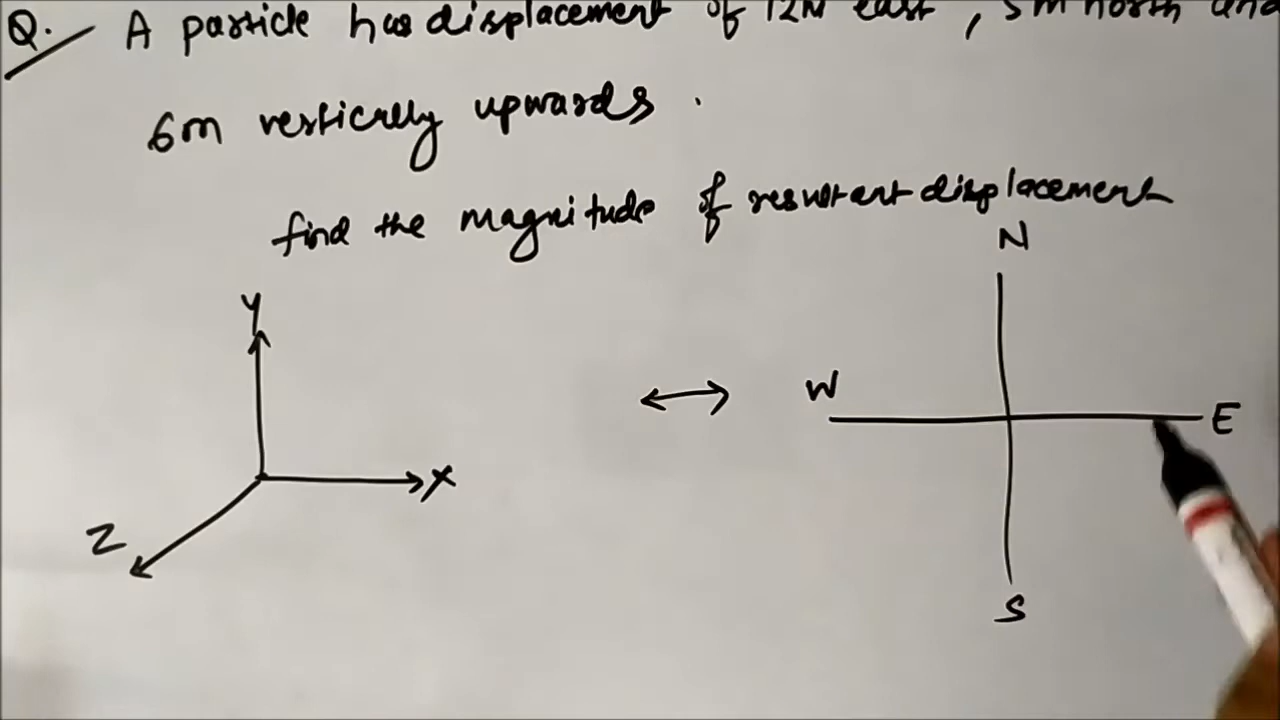 Q. A particle has displacement of 12m east, 5m north and
6m vertically upwards.
find the magnitude of resultant displacement
N
Y
W
E
X
Z
S